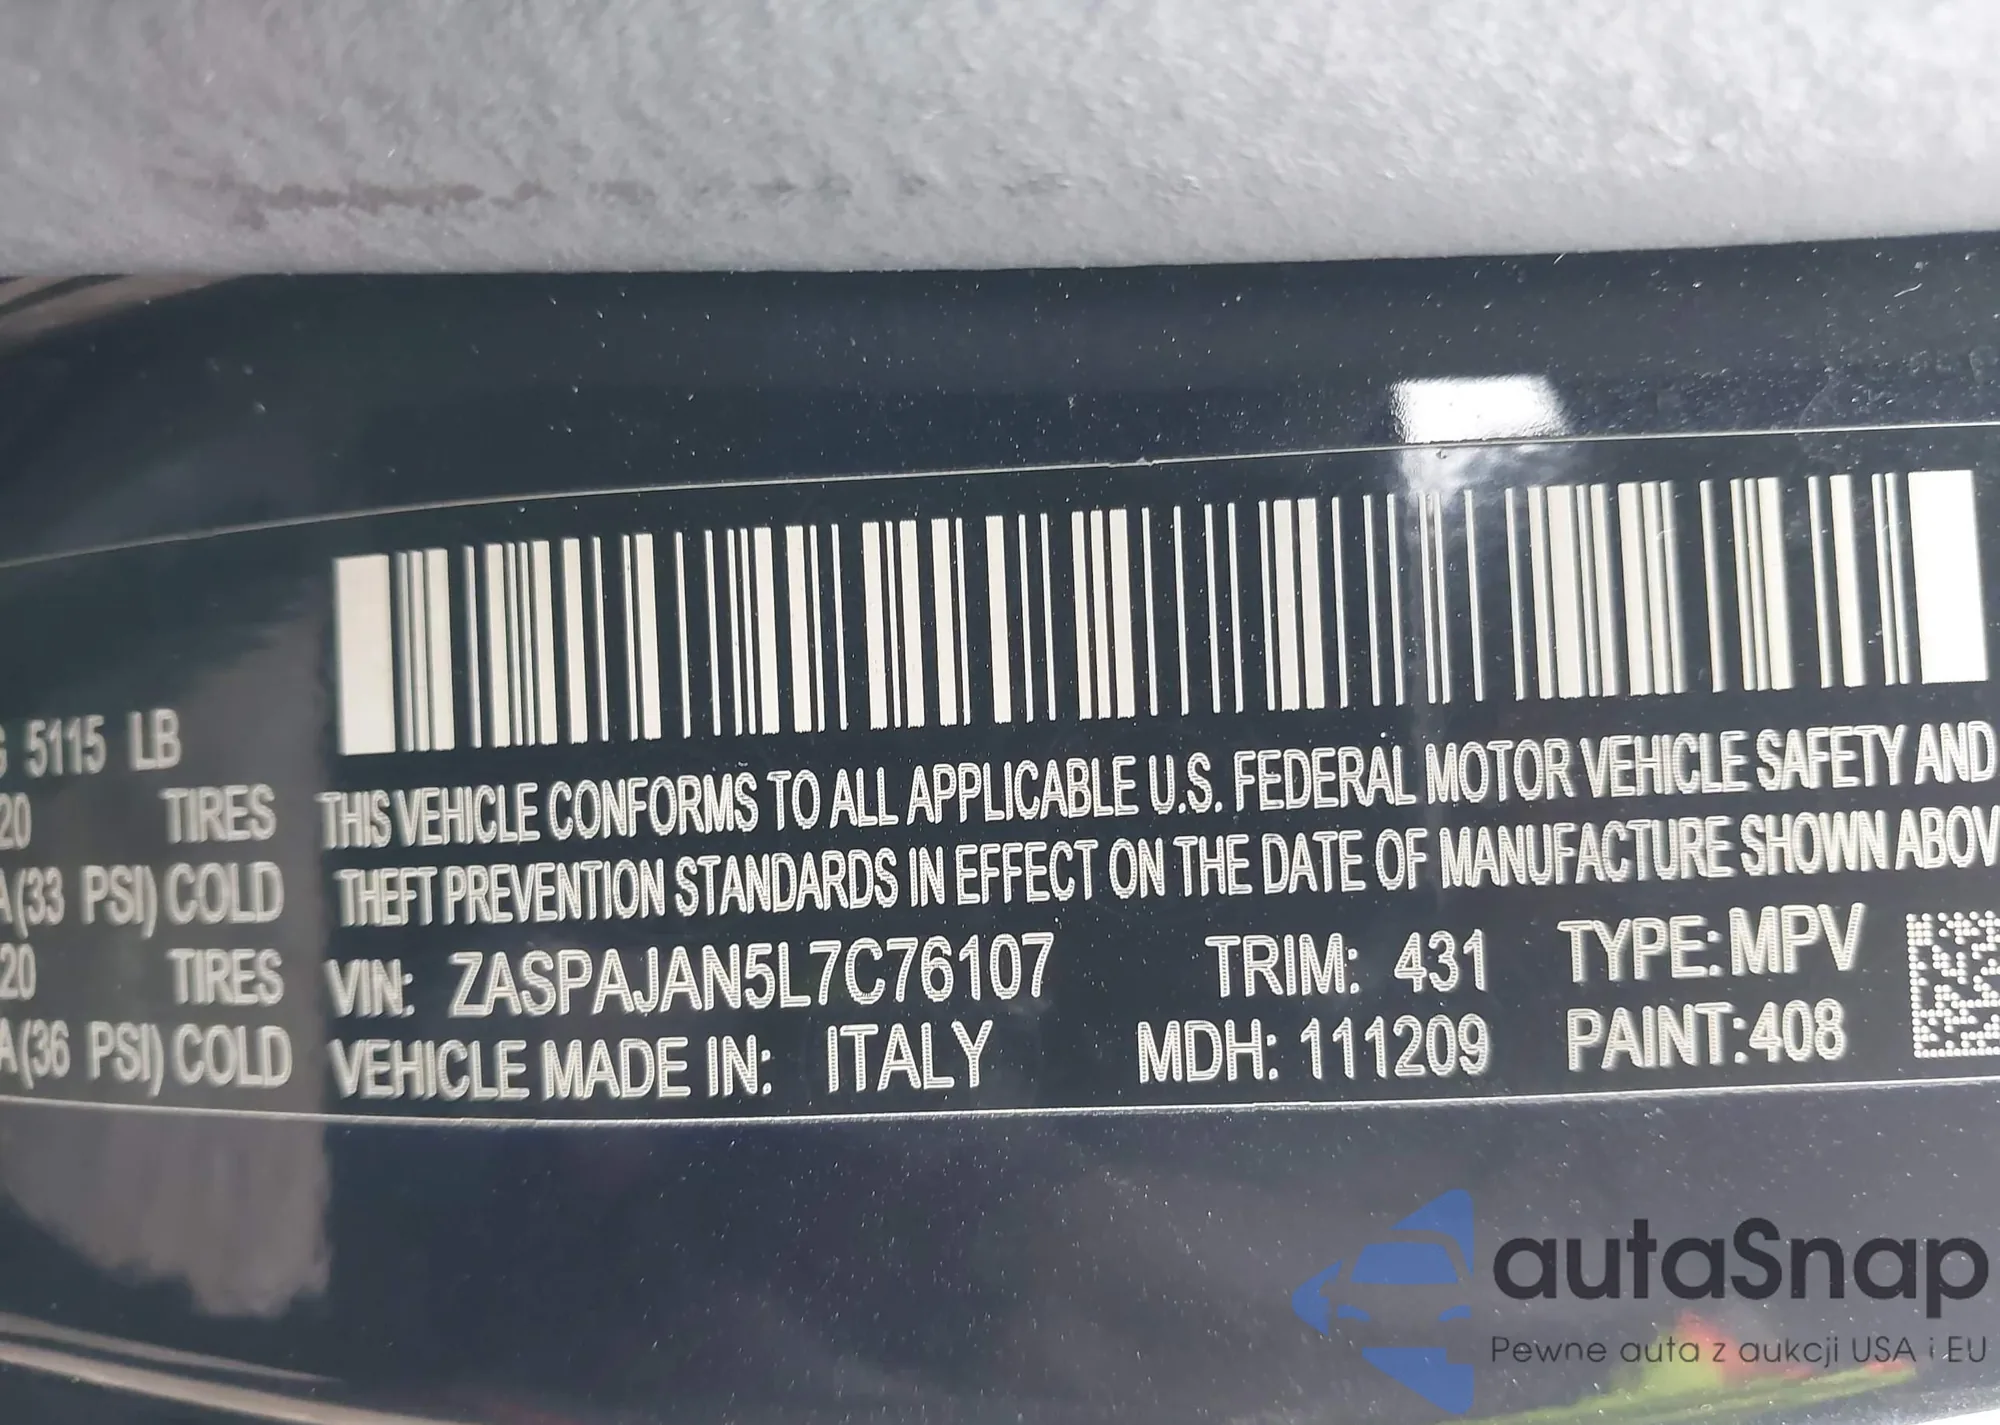 G 5115 LB
20 TIRES
A(33 PSI) COLD
20 TIRES
A(36 PSI) COLD
THIS VEHICLE CONFORMS TO ALL APPLICABLE U.S. FEDERAL MOTOR VEHICLE SAFETY AND
THEFT PREVENTION STANDARDS IN EFFECT ON THE DATE OF MANUFACTURE SHOWN ABOV
VIN: ZASPAJAN5L7C76107 TRIM: 431 TYPE: MPV
VEHICLE MADE IN: ITALY MDH: 111209 PAINT:408
autaSnap
Pewne auta z aukcji USA i EU